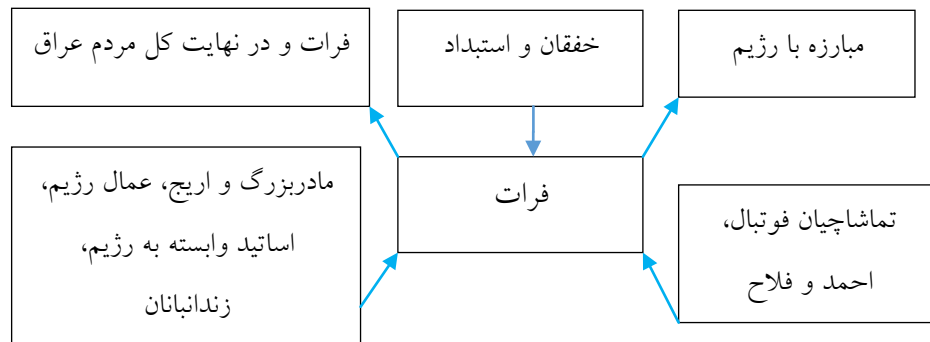 مبارزه با رژیم
خفقان و استبداد
فرات و در نهایت کل مردم عراق
فرات
تماشاچیان فوتبال،
احمد و فلاح
مادربزرگ و اریج، عمال رژیم،
اساتید وابسته به رژیم،
زندانبانان